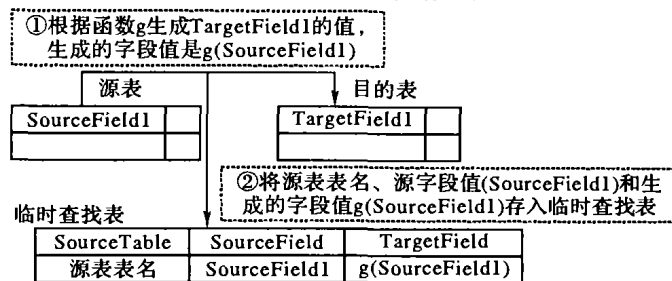 ①根据函数g生成TargetField1的值，
生成的字段值是g(SourceField1)
源表
目的表
SourceField1
TargetField1
②将源表表名、源字段值(SourceField1)和生
成的字段值g(SourceField1)存入临时查找表
临时查找表
SourceTable SourceField TargetField
源表表名 SourceField1 g(SourceField1)